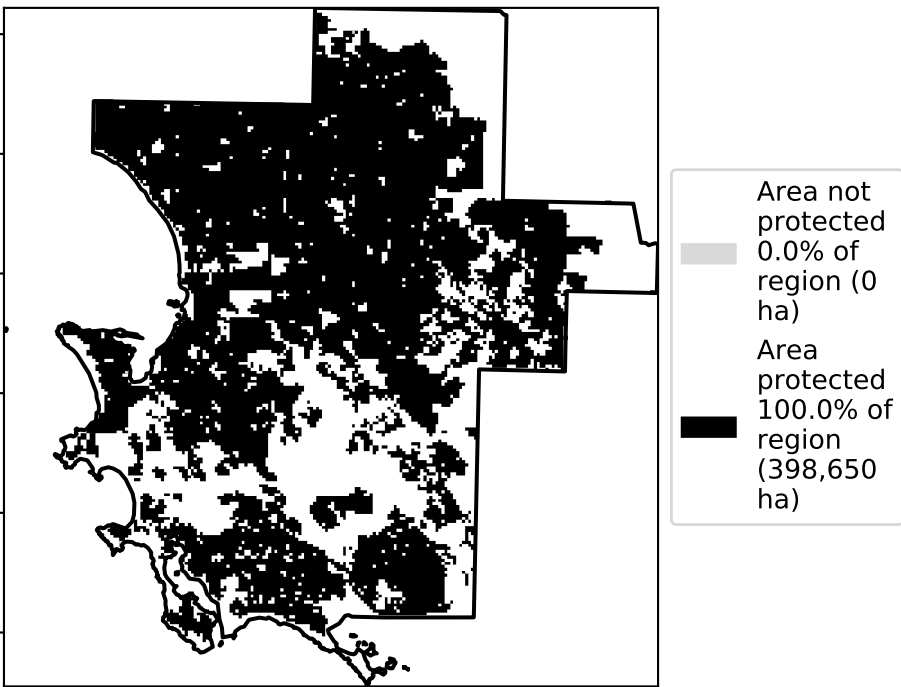 Area not
protected
0.0% of
region (0
ha)
Area
protected
100.0% of
region
(398,650
ha)